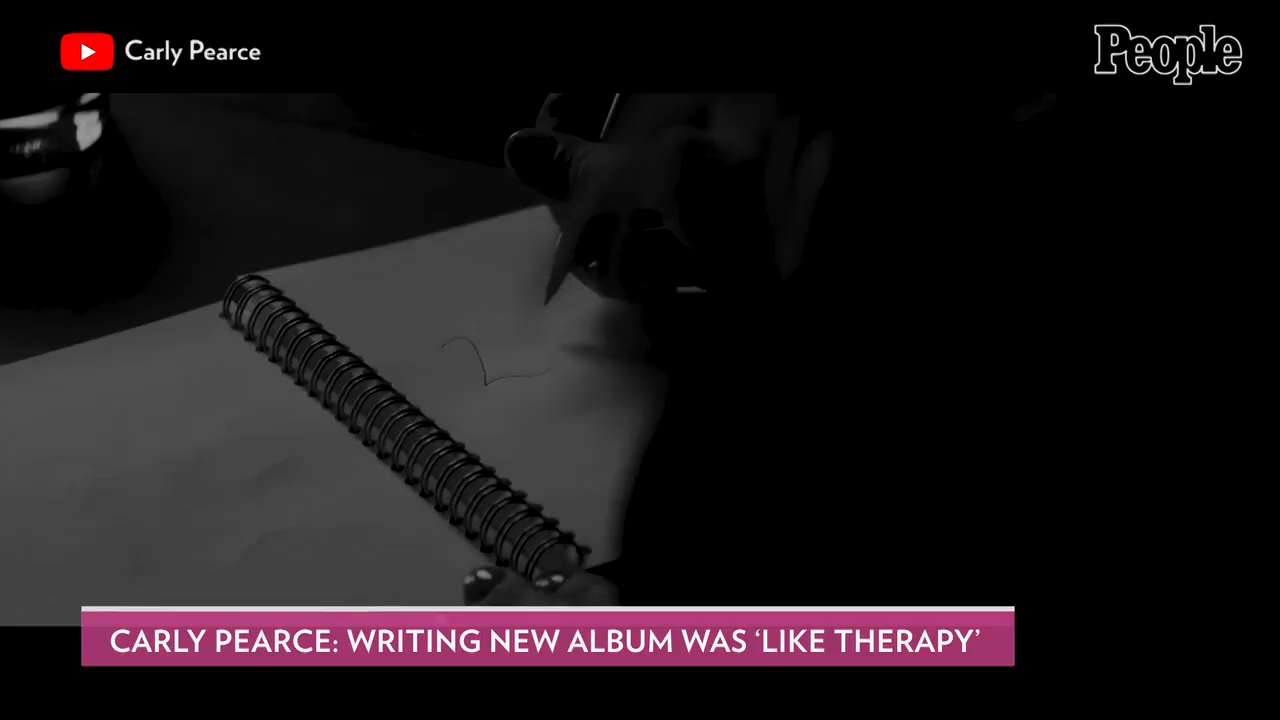 Carly Pearce
People
CARLY PEARCE: WRITING NEW ALBUM WAS ‘LIKE THERAPY’